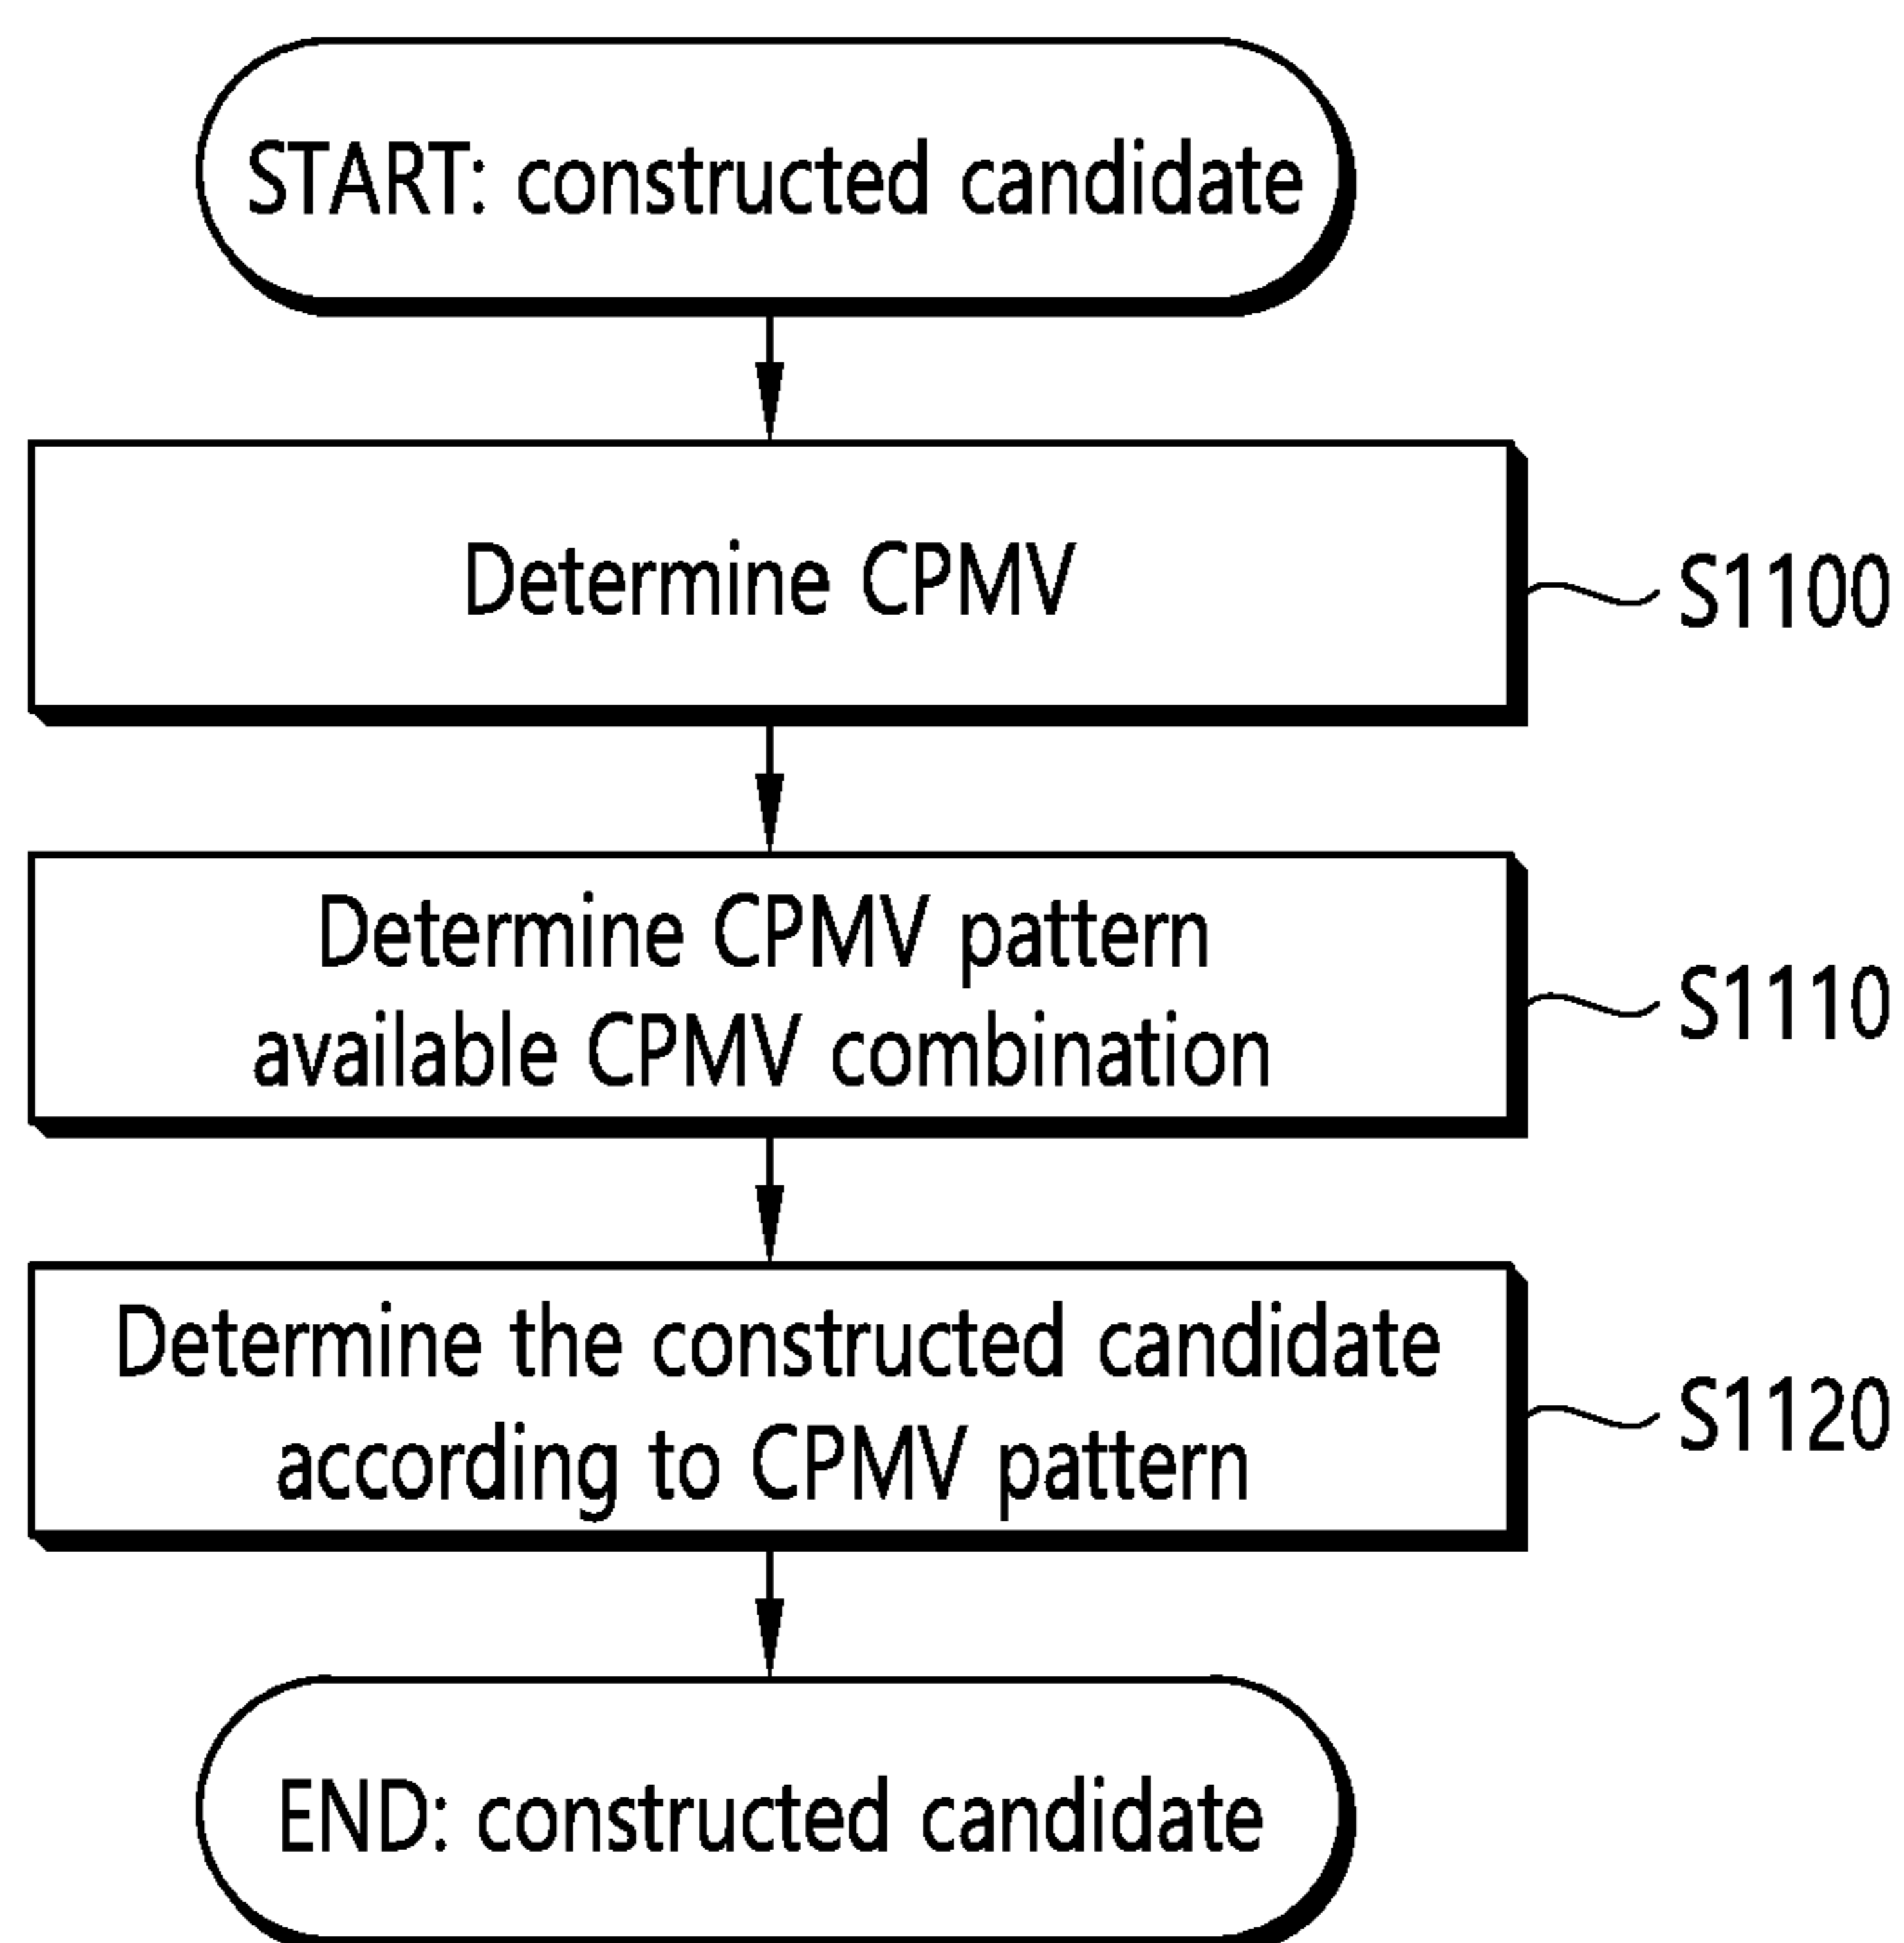 START: constructed candidate
Determine CPMV
S1100
Determine CPMV pattern
available CPMV combination
S1110
Determine the constructed candidate
according to CPMV pattern
S1120
END: constructed candidate